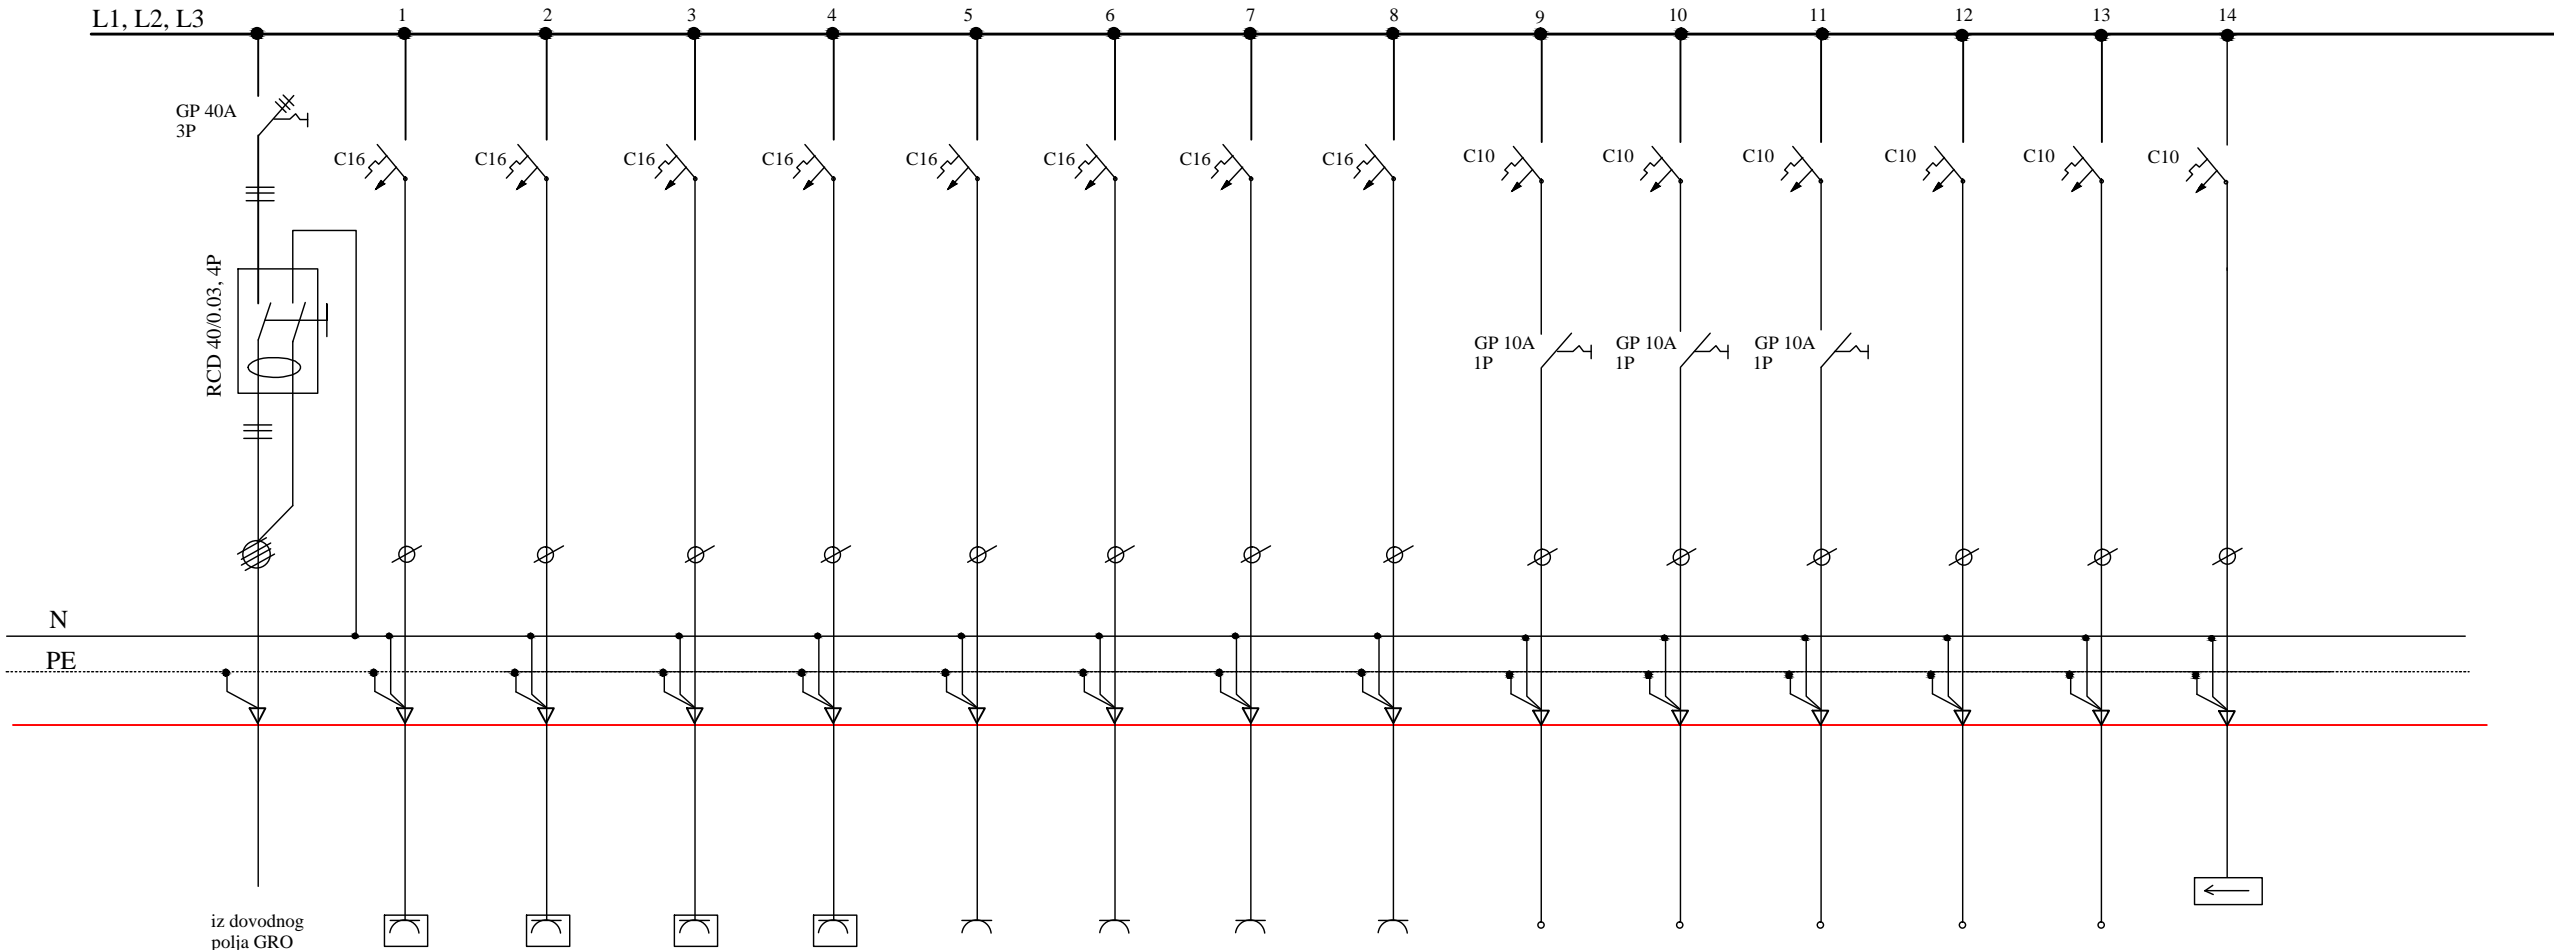 L1, L2, L3
1 2 3 4 5 6 7 8 9 10 11 12 13 14
GP 40A
3P
C16 C16 C16 C16 C16 C16 C16 C16 C10 C10 C10 C10 C10 C10
RCD 40/0.03, 4P
GP 10A GP 10A GP 10A
1P 1P 1P
N
PE
iz dovodnog
polja GRO